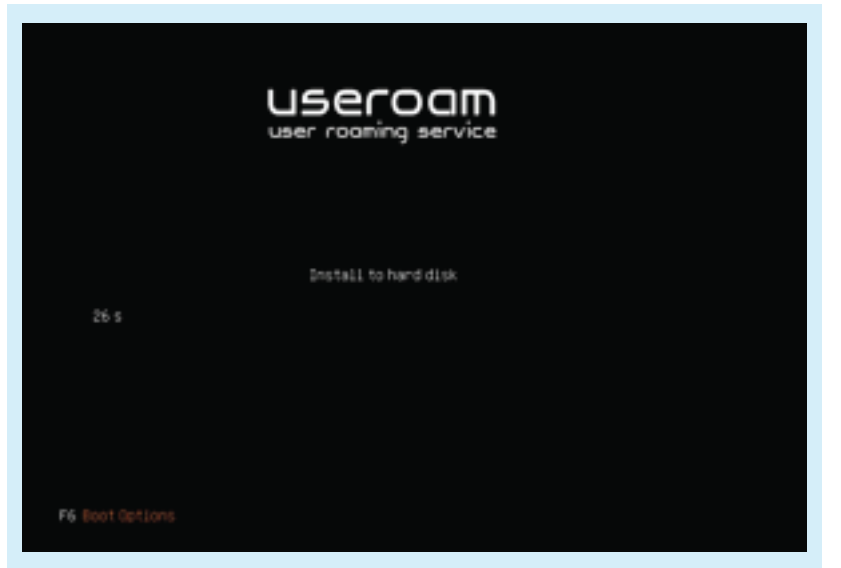 useroam
user roaming service
Install to hard disk
26 s
F6 Boot Options